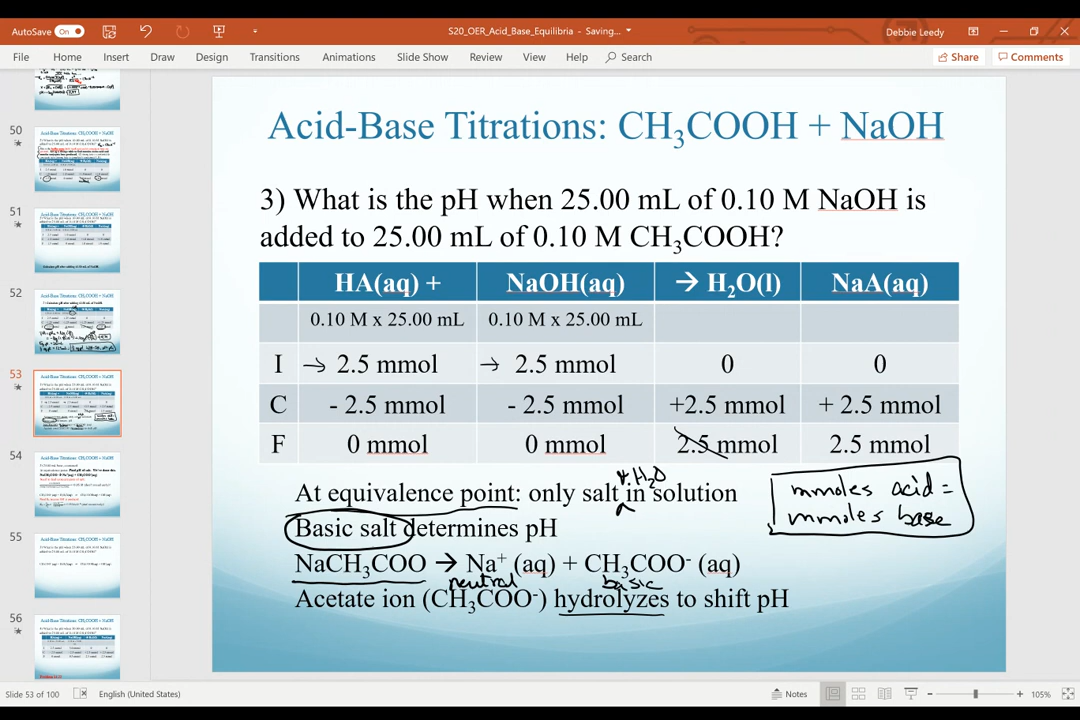 AutoSave On
S20_OER_Acid_Base_Equilibria - Saving...
Debbie Leedy
File Home Insert Draw Design Transitions Animations Slide Show Review View Help Search Share Comments
50
51
52
53
54
55
56
Acid-Base Titrations: CH₃COOH + NaOH
3) What is the pH when 25.00 mL of 0.10 M NaOH is
added to 25.00 mL of 0.10 M CH₃COOH?
HA(aq) + NaOH(aq) → H₂O(l) NaA(aq)
0.10 M x 25.00 mL 0.10 M x 25.00 mL
I → 2.5 mmol → 2.5 mmol 0 0
C - 2.5 mmol - 2.5 mmol +2.5 mmol + 2.5 mmol
F 0 mmol 0 mmol 2.5 mmol 2.5 mmol
+ H₂O
At equivalence point: only salt in solution
mmoles acid =
mmoles base
Basic salt determines pH
NaCH₃COO → Na⁺ (aq) + CH₃COO⁻ (aq)
neutral basic
Acetate ion (CH₃COO⁻) hydrolyzes to shift pH
Slide 53 of 100 English (United States) Notes 105%